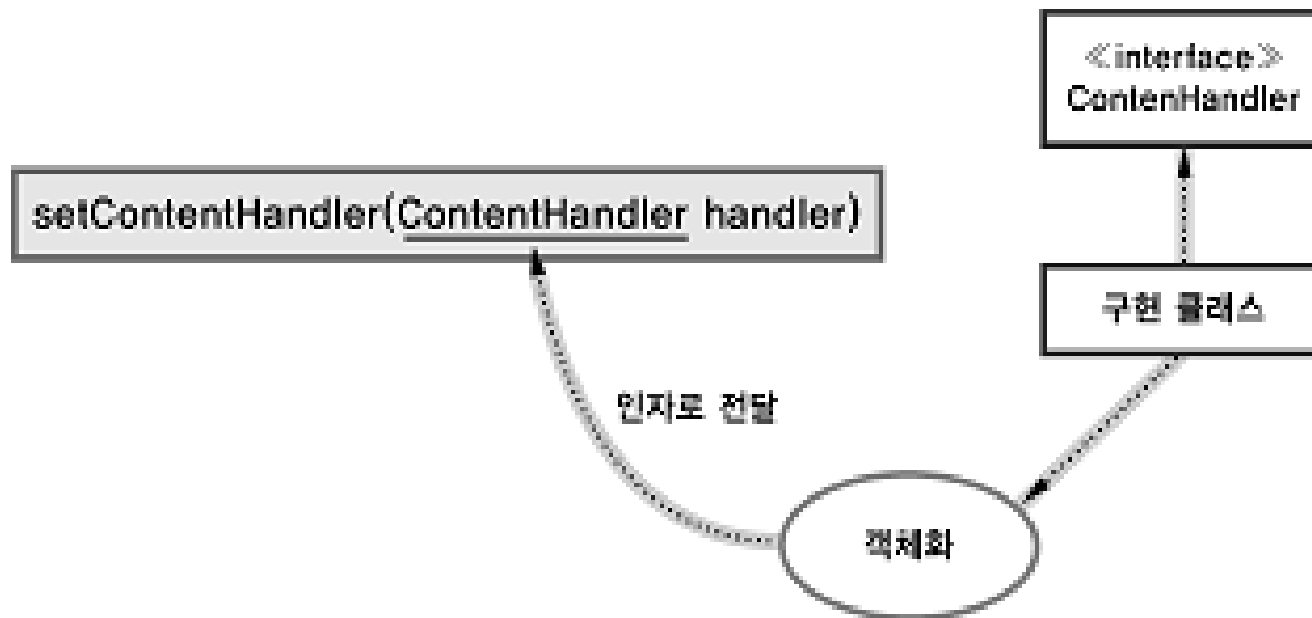 ≪interface≫
ContenHandler
setContentHandler(ContentHandler handler)
구현 클래스
인자로 전달
객체화